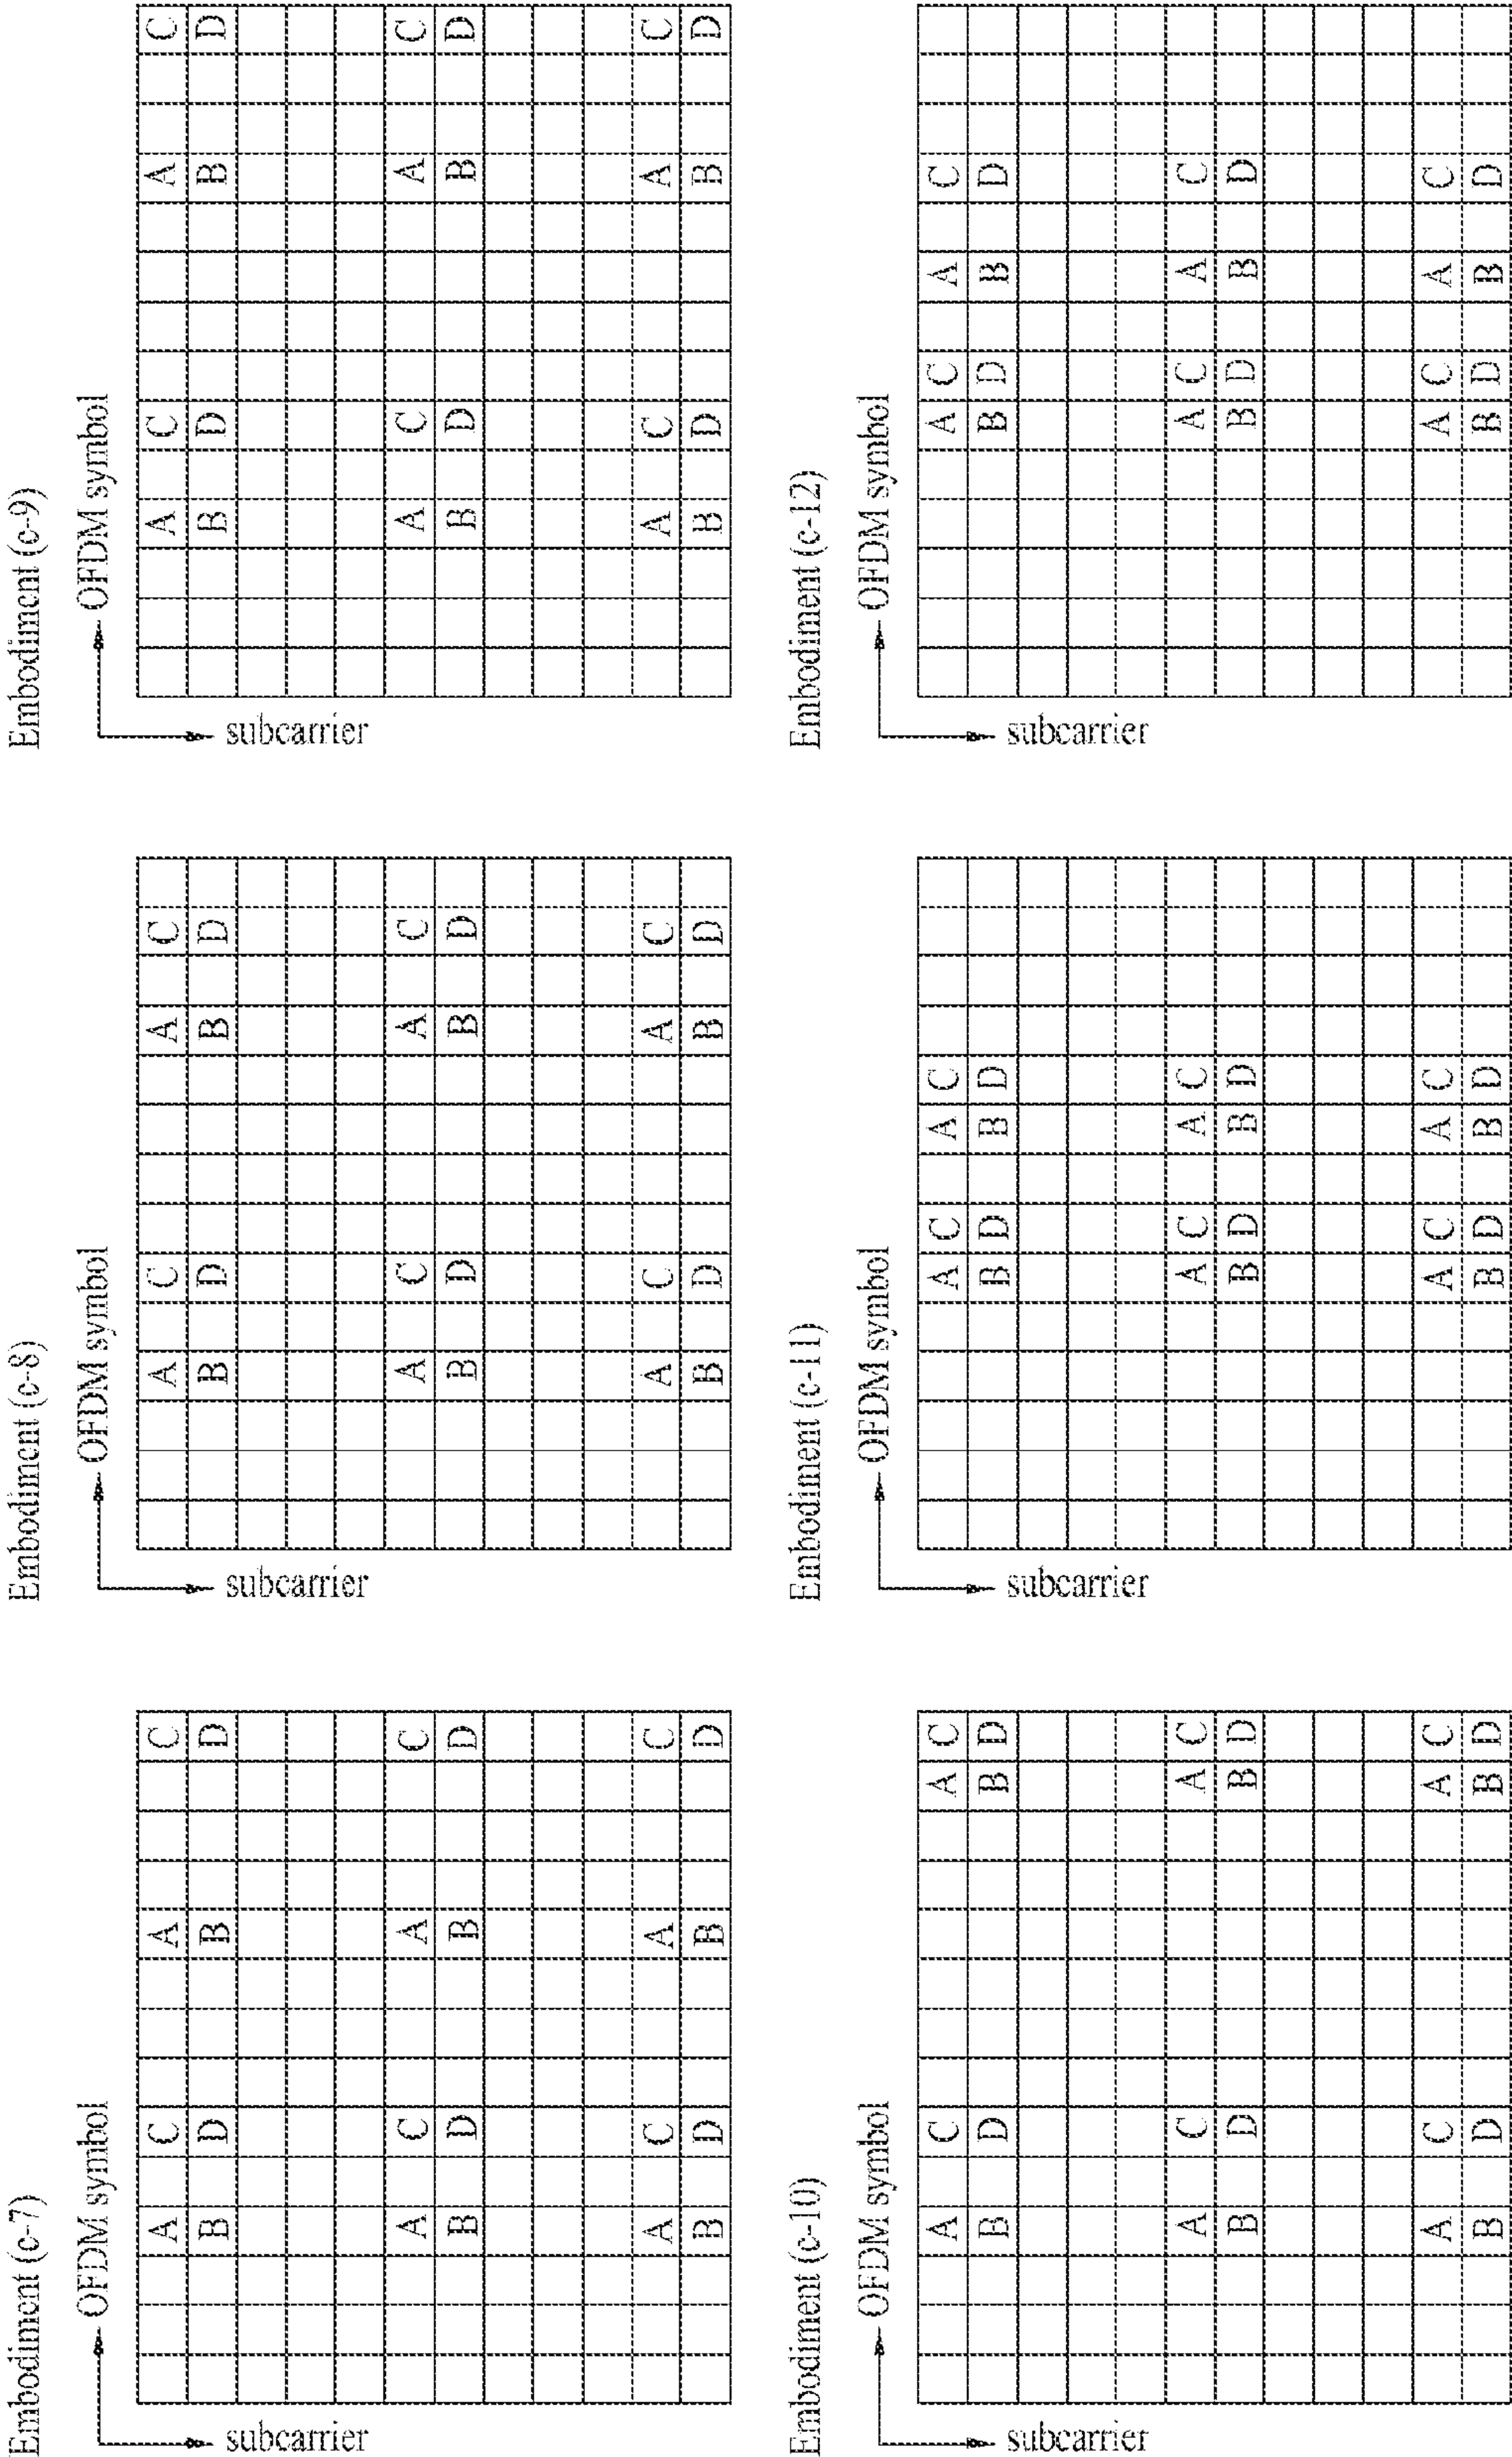 Embodiment (c-7)
OFDM symbol
subcarrier
A C A C
B D B D
A C A C
B D B D
A C A C
B D B D
Embodiment (c-8)
OFDM symbol
subcarrier
A C A C
B D B D
A C A C
B D B D
A C A C
B D B D
Embodiment (c-9)
OFDM symbol
subcarrier
A C A C
B D B D
A C A C
B D B D
A C A C
B D B D
Embodiment (c-10)
OFDM symbol
subcarrier
A C A C
B D B D
A C A C
B D B D
A C A C
B D B D
Embodiment (c-11)
OFDM symbol
subcarrier
A C A C
B D B D
A C A C
B D B D
A C A C
B D B D
Embodiment (c-12)
OFDM symbol
subcarrier
A C A C
B D B D
A C A C
B D B D
A C A C
B D B D